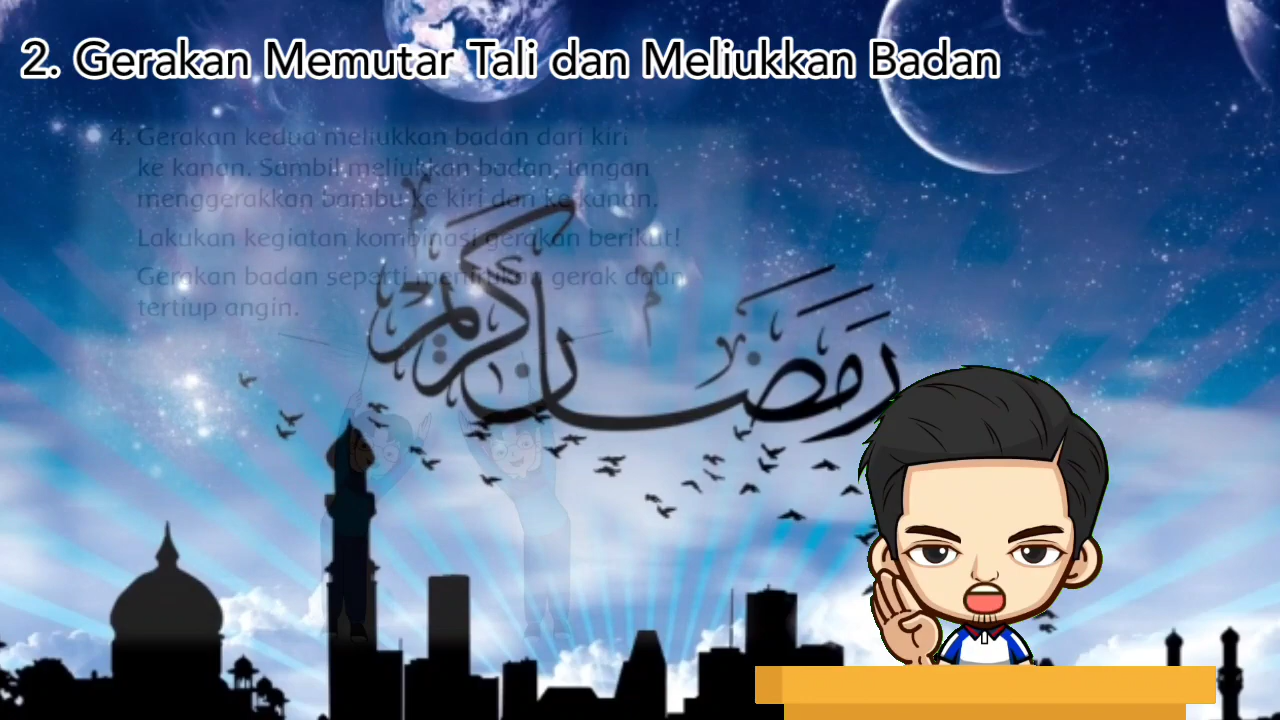 2. Gerakan Memutar Tali dan Meliukkan Badan
4. Gerakan kedua meliukkan badan dari kiri
ke kanan. Sambil meliukkan badan, tangan
menggerakkan bambu ke kiri dan ke kanan.
Lakukan kegiatan kombinasi gerakan berikut!
Gerakan badan seperti menirukan gerak daun
tertiup angin.
رمضان كريم